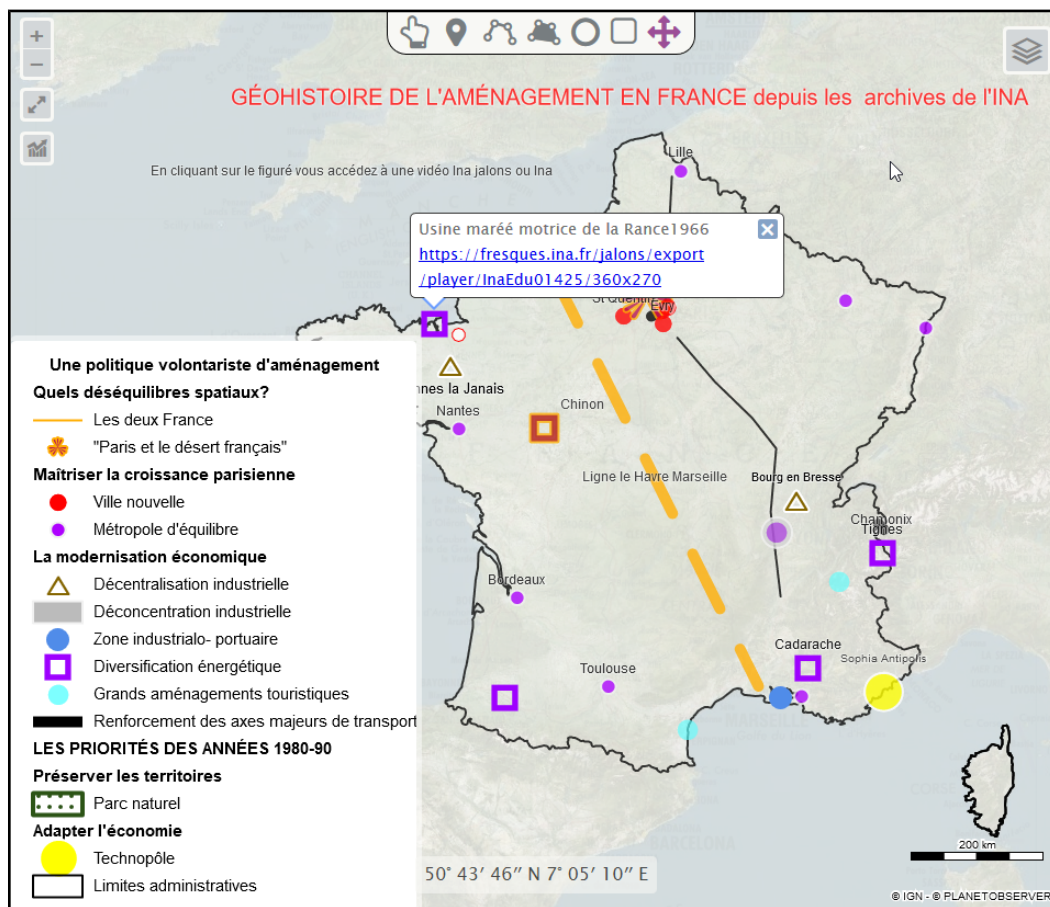 GÉOHISTOIRE DE L'AMÉNAGEMENT EN FRANCE depuis les archives de l'INA
Lille
En cliquant sur le figuré vous accédez à une vidéo Ina jalons ou Ina
Usine maréé motrice de la Rance1966
https://fresques.ina.fr/jalons/export
/player/InaEdu01425/360x270
St Quentin
Evry
nnes la Janais
Nantes
Chinon
Ligne le Havre Marseille
Bourg en Bresse
Chamonix
Tignes
Bordeaux
Cadarache
Sophia Antipolis
Toulouse
MARSEILLE
BARCELONA
Une politique volontariste d'aménagement
Quels déséquilibres spatiaux?
Les deux France
"Paris et le désert français"
Maîtriser la croissance parisienne
Ville nouvelle
Métropole d'équilibre
La modernisation économique
Décentralisation industrielle
Déconcentration industrielle
Zone industrialo- portuaire
Diversification énergétique
Grands aménagements touristiques
Renforcement des axes majeurs de transport
LES PRIORITÉS DES ANNÉES 1980-90
Préserver les territoires
Parc naturel
Adapter l'économie
Technopôle
Limites administratives
50° 43′ 46″ N 7° 05′ 10″ E
200 km
© IGN - © PLANETOBSERVER